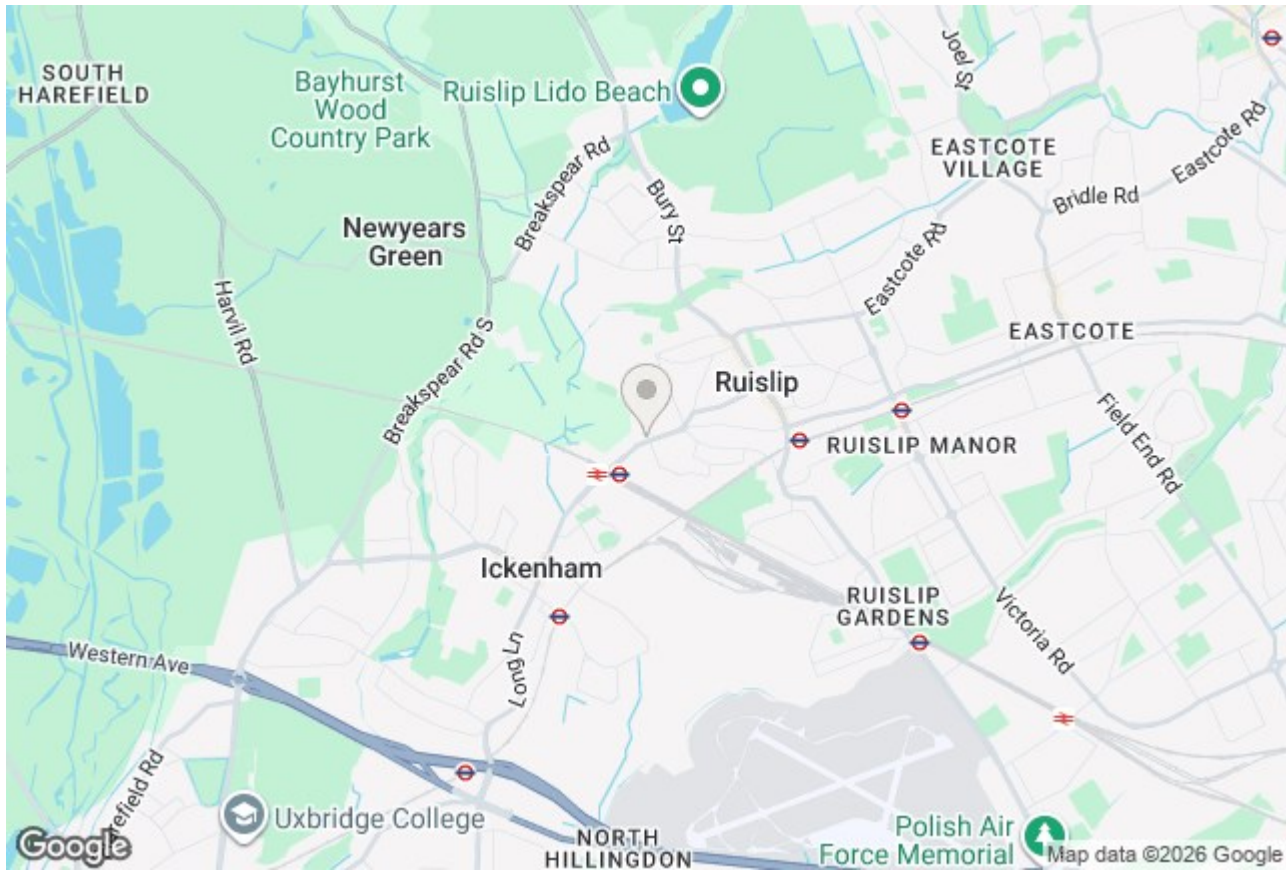 SOUTH
HAREFIELD
Bayhurst
Wood
Country Park
Ruislip Lido Beach
Joel St
EASTCOTE
VILLAGE
Eastcote Rd
Bridle Rd
Breakspear Rd
Bury St
Newyears
Green
Eastcote Rd
Harvil Rd
EASTCOTE
Breakspear Rd S
Ruislip
Field End Rd
RUISLIP MANOR
Ickenham
RUISLIP
GARDENS
Victoria Rd
Western Ave
Long Ln
refield Rd
Uxbridge College
NORTH
HILLINGDON
Polish Air
Force Memorial
Google
Map data ©2026 Google